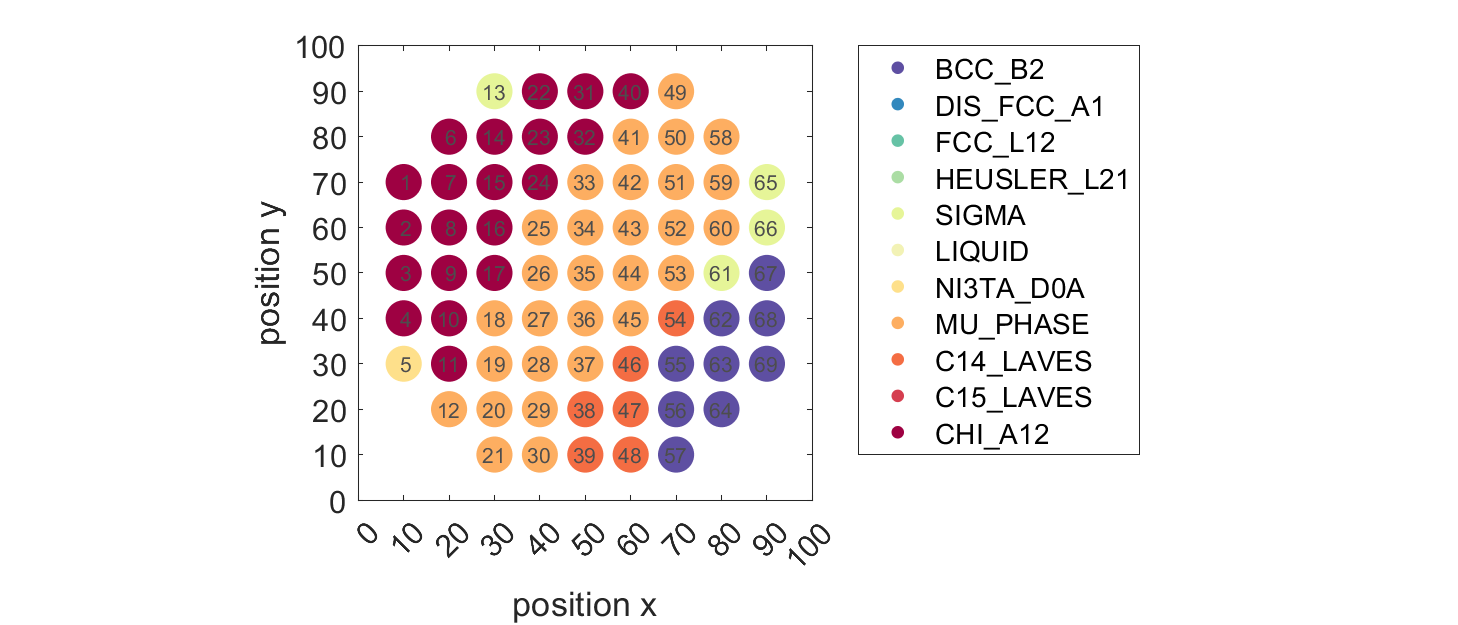 100
90 13 22 31 40 49
80 6 14 23 32 41 50 58
70 1 7 15 24 33 42 51 59 65
60 2 8 16 25 34 43 52 60 66
50 3 9 17 26 35 44 53 61 67
40 4 10 18 27 36 45 54 62 68
30 5 11 19 28 37 46 55 63 69
20 12 20 29 38 47 56 64
10 21 30 39 48 57
0
0 10 20 30 40 50 60 70 80 90 100
position x
position y
BCC_B2
DIS_FCC_A1
FCC_L12
HEUSLER_L21
SIGMA
LIQUID
NI3TA_D0A
MU_PHASE
C14_LAVES
C15_LAVES
CHI_A12